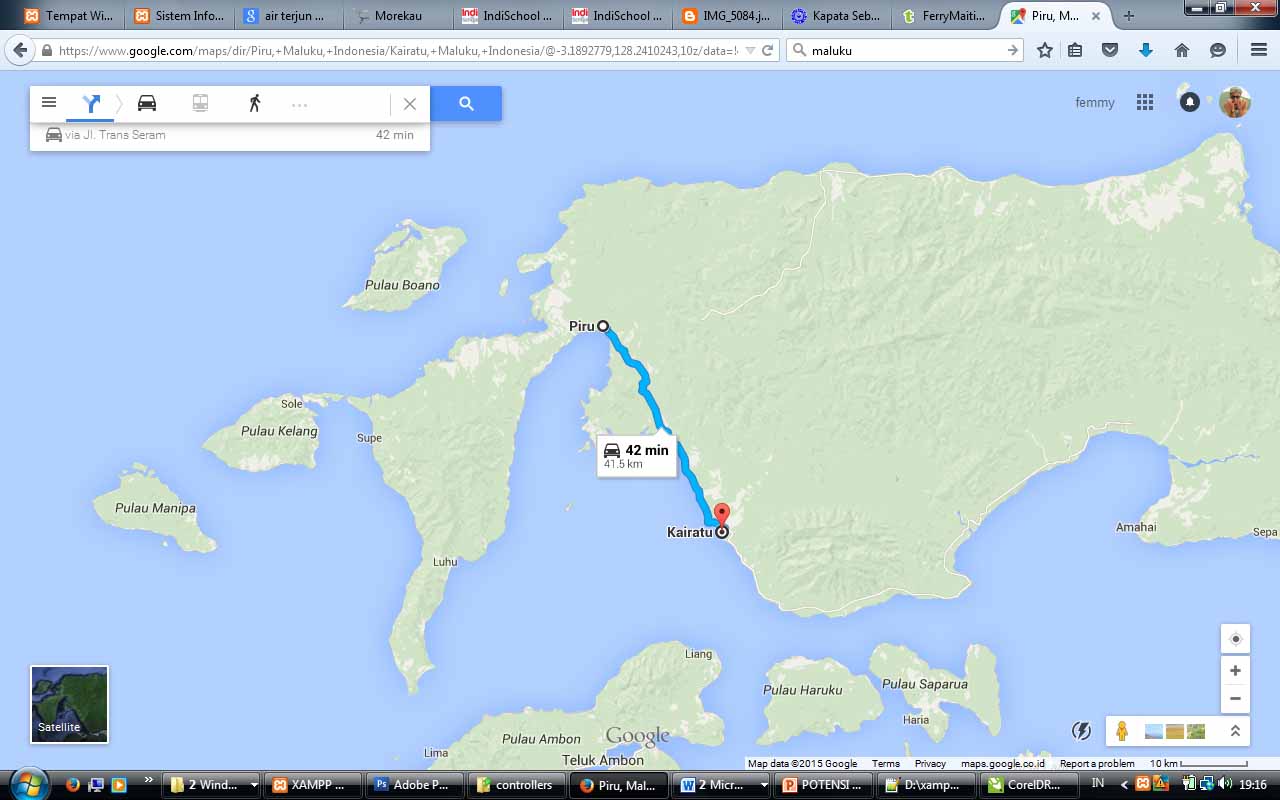 Tempat Wi...
Sistem Info...
air terjun ...
Morekau
IndiSchool ...
IndiSchool ...
IMG_5084.j...
Kapata Seb...
FerryMaiti...
Piru, M...
https://www.google.com/maps/dir/Piru,+Maluku,+Indonesia/Kairatu,+Maluku,+Indonesia/@-3.1892779,128.2410243,10z/data=!
maluku
femmy
via Jl. Trans Seram 42 min
Pulau Boano
Piru
Sole
Pulau Kelang
Supe
42 min
41.5 km
Pulau Manipa
Kairatu
Amahai
Sepa
Luhu
Liang
Pulau Haruku
Pulau Saparua
Haria
Satellite
Pulau Ambon
Google
Lima
Teluk Ambon
Map data ©2015 Google Terms Privacy maps.google.co.id Report a problem 10 km
2 Wind...
XAMPP ...
Adobe P...
controllers
Piru, Mal...
2 Micr...
POTENSI ...
D:\xamp...
CorelDR...
IN
19:16